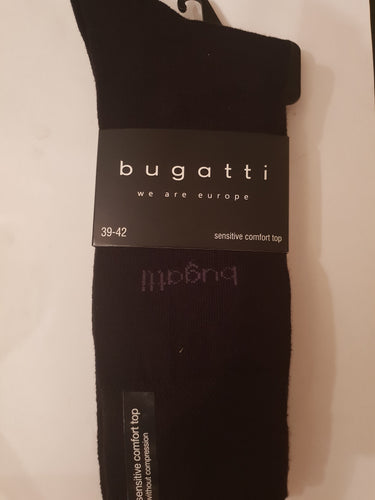 bugatti
we are europe
39-42
sensitive comfort top
bugatti
sensitive comfort top
without compression